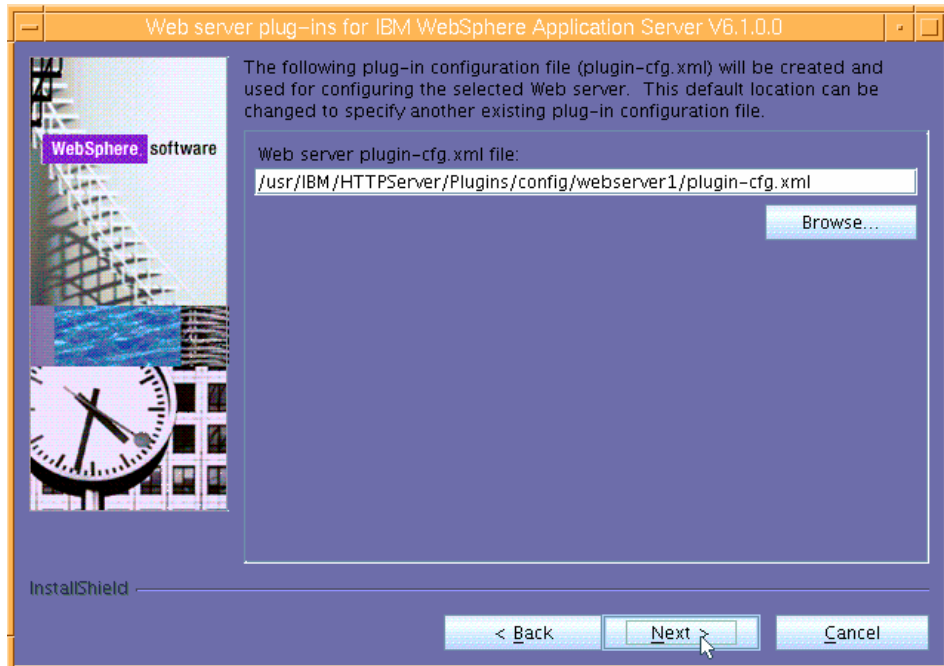 Web server plug-ins for IBM WebSphere Application Server V6.1.0.0
The following plug-in configuration file (plugin-cfg.xml) will be created and
used for configuring the selected Web server.  This default location can be
changed to specify another existing plug-in configuration file.
WebSphere software
Web server plugin-cfg.xml file:
/usr/IBM/HTTPServer/Plugins/config/webserver1/plugin-cfg.xml
Browse...
InstallShield
< Back
Next >
Cancel